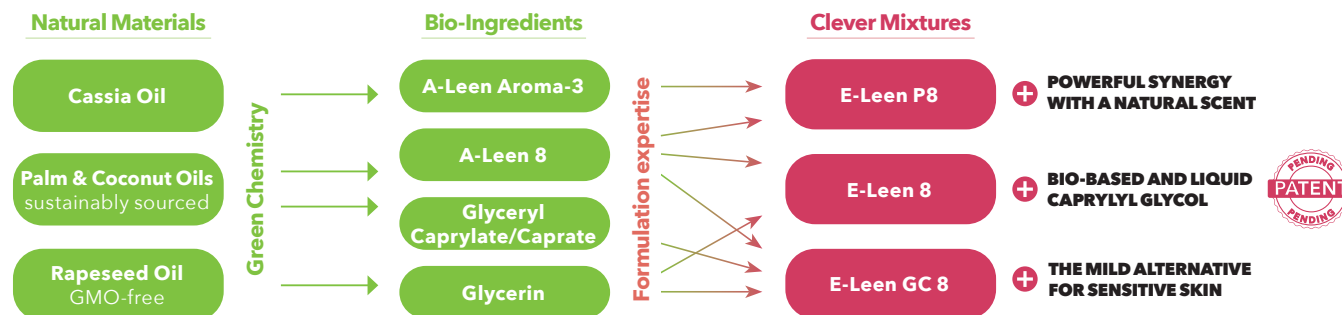 Natural Materials
Bio-Ingredients
Clever Mixtures
Cassia Oil
Palm & Coconut Oils
sustainably sourced
Rapeseed Oil
GMO-free
Green Chemistry
A-Leen Aroma-3
A-Leen 8
Glyceryl
Caprylate/Caprate
Glycerin
Formulation expertise
E-Leen P8
E-Leen 8
E-Leen GC 8
POWERFUL SYNERGY
WITH A NATURAL SCENT
BIO-BASED AND LIQUID
CAPRYLYL GLYCOL
THE MILD ALTERNATIVE
FOR SENSITIVE SKIN
PENDING
PATENT
PENDING